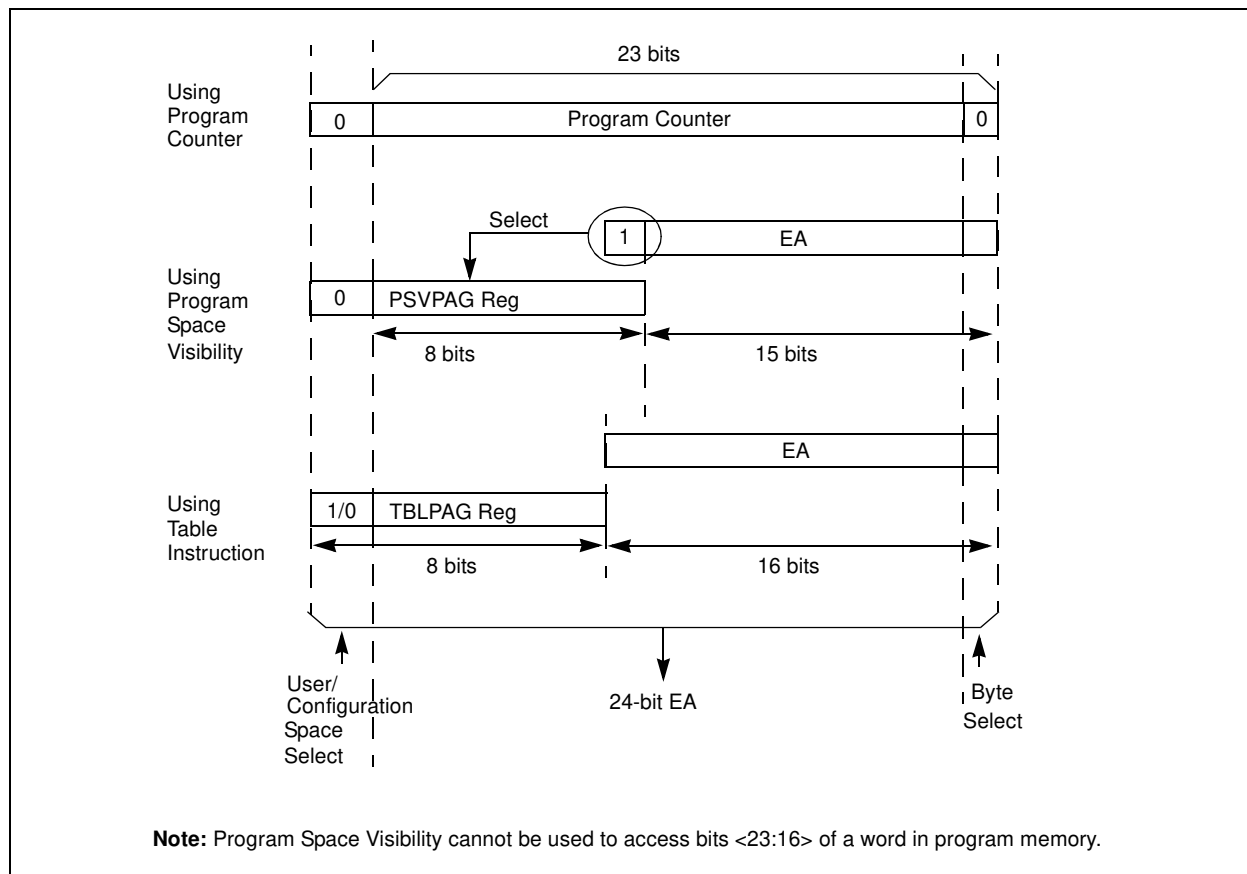 23 bits
Using
Program
Counter
0
Program Counter
0
Select
1
EA
Using
Program
Space
Visibility
0
PSVPAG Reg
8 bits
15 bits
EA
Using
Table
Instruction
1/0
TBLPAG Reg
8 bits
16 bits
User/
Configuration
Space
Select
24-bit EA
Byte
Select
Note: Program Space Visibility cannot be used to access bits <23:16> of a word in program memory.